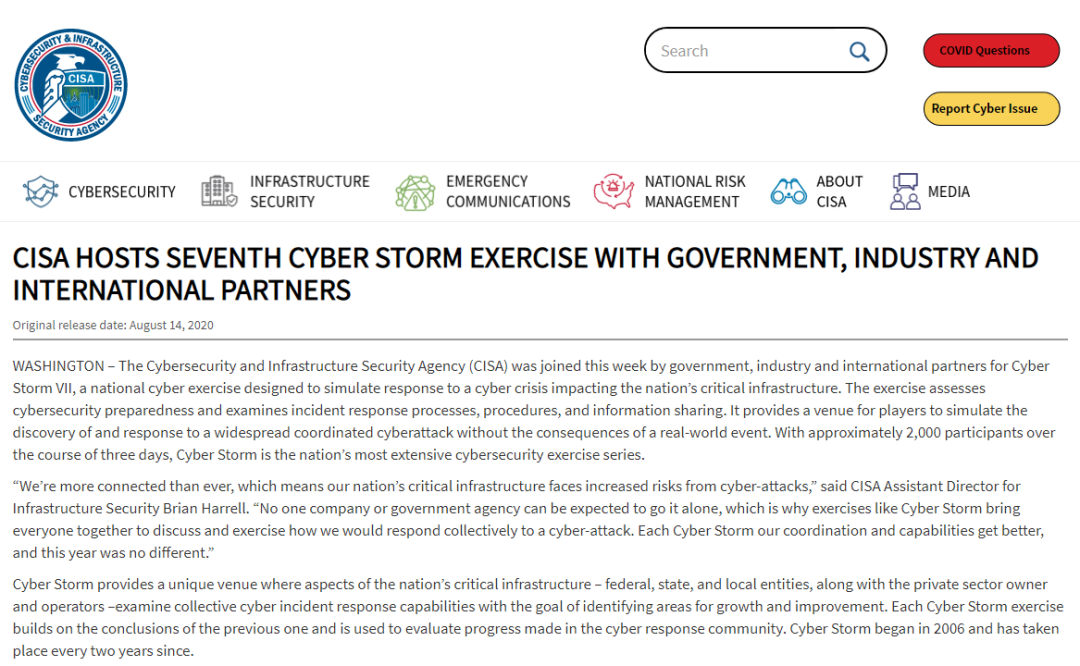 CYBERSECURITY & INFRASTRUCTURE
CISA
SECURITY AGENCY
Search
COVID Questions
Report Cyber Issue
CYBERSECURITY
INFRASTRUCTURE
SECURITY
EMERGENCY
COMMUNICATIONS
NATIONAL RISK
MANAGEMENT
ABOUT
CISA
MEDIA
CISA HOSTS SEVENTH CYBER STORM EXERCISE WITH GOVERNMENT, INDUSTRY AND
INTERNATIONAL PARTNERS
Original release date: August 14, 2020
WASHINGTON – The Cybersecurity and Infrastructure Security Agency (CISA) was joined this week by government, industry and international partners for Cyber
Storm VII, a national cyber exercise designed to simulate response to a cyber crisis impacting the nation’s critical infrastructure. The exercise assesses
cybersecurity preparedness and examines incident response processes, procedures, and information sharing. It provides a venue for players to simulate the
discovery of and response to a widespread coordinated cyberattack without the consequences of a real-world event. With approximately 2,000 participants over
the course of three days, Cyber Storm is the nation’s most extensive cybersecurity exercise series.
“We’re more connected than ever, which means our nation’s critical infrastructure faces increased risks from cyber-attacks,” said CISA Assistant Director for
Infrastructure Security Brian Harrell. “No one company or government agency can be expected to go it alone, which is why exercises like Cyber Storm bring
everyone together to discuss and exercise how we would respond collectively to a cyber-attack. Each Cyber Storm our coordination and capabilities get better,
and this year was no different.”
Cyber Storm provides a unique venue where aspects of the nation’s critical infrastructure – federal, state, and local entities, along with the private sector owner
and operators –examine collective cyber incident response capabilities with the goal of identifying areas for growth and improvement. Each Cyber Storm exercise
builds on the conclusions of the previous one and is used to evaluate progress made in the cyber response community. Cyber Storm began in 2006 and has taken
place every two years since.